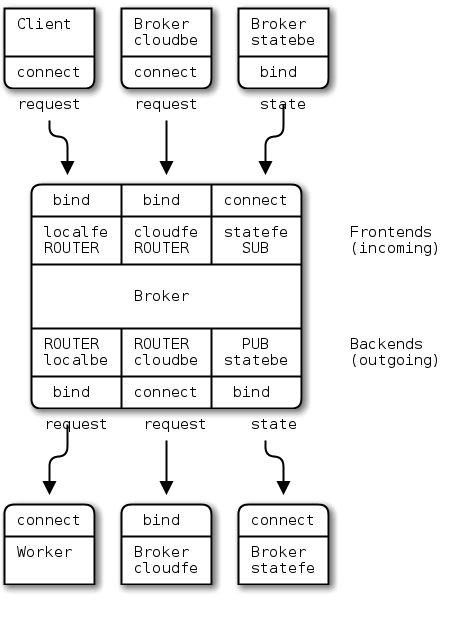 Client Broker Broker
cloudbe statebe
connect connect bind
request request state
bind bind connect
localfe cloudfe statefe Frontends
ROUTER ROUTER SUB (incoming)
Broker
ROUTER ROUTER PUB Backends
localbe cloudbe statebe (outgoing)
bind connect bind
request request state
connect bind connect
Worker Broker Broker
cloudfe statefe